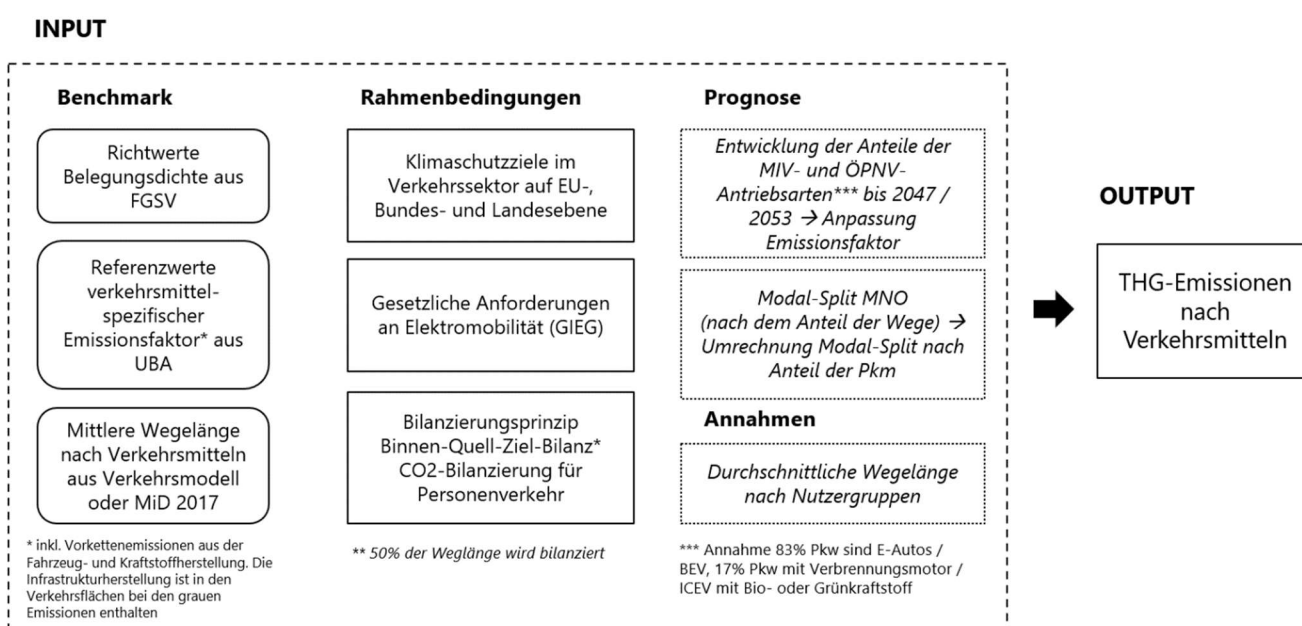 INPUT
Benchmark
Richtwerte
Belegungsdichte aus
FGSV
Referenzwerte
verkehrsmittel-
spezifischer
Emissionsfaktor* aus
UBA
Mittlere Wegelänge
nach Verkehrsmitteln
aus Verkehrsmodell
oder MiD 2017
* inkl. Vorkettenemissionen aus der
Fahrzeug- und Kraftstoffherstellung. Die
Infrastrukturherstellung ist in den
Verkehrsflächen bei den grauen
Emissionen enthalten
Rahmenbedingungen
Klimaschutzziele im
Verkehrssektor auf EU-,
Bundes- und Landesebene
Gesetzliche Anforderungen
an Elektromobilität (GIEG)
Bilanzierungsprinzip
Binnen-Quell-Ziel-Bilanz*
CO2-Bilanzierung für
Personenverkehr
** 50% der Weglänge wird bilanziert
Prognose
Entwicklung der Anteile der
MIV- und ÖPNV-
Antriebsarten*** bis 2047 /
2053 → Anpassung
Emissionsfaktor
Modal-Split MNO
(nach dem Anteil der Wege) →
Umrechnung Modal-Split nach
Anteil der Pkm
Annahmen
Durchschnittliche Wegelänge
nach Nutzergruppen
*** Annahme 83% Pkw sind E-Autos /
BEV, 17% Pkw mit Verbrennungsmotor /
ICEV mit Bio- oder Grünkraftstoff
OUTPUT
THG-Emissionen
nach
Verkehrsmitteln